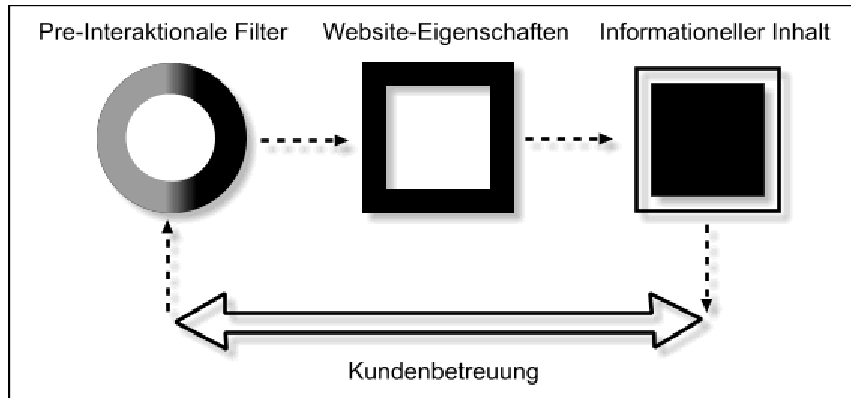 Pre-Interaktionale Filter
Website-Eigenschaften
Informationeller Inhalt
Kundenbetreuung